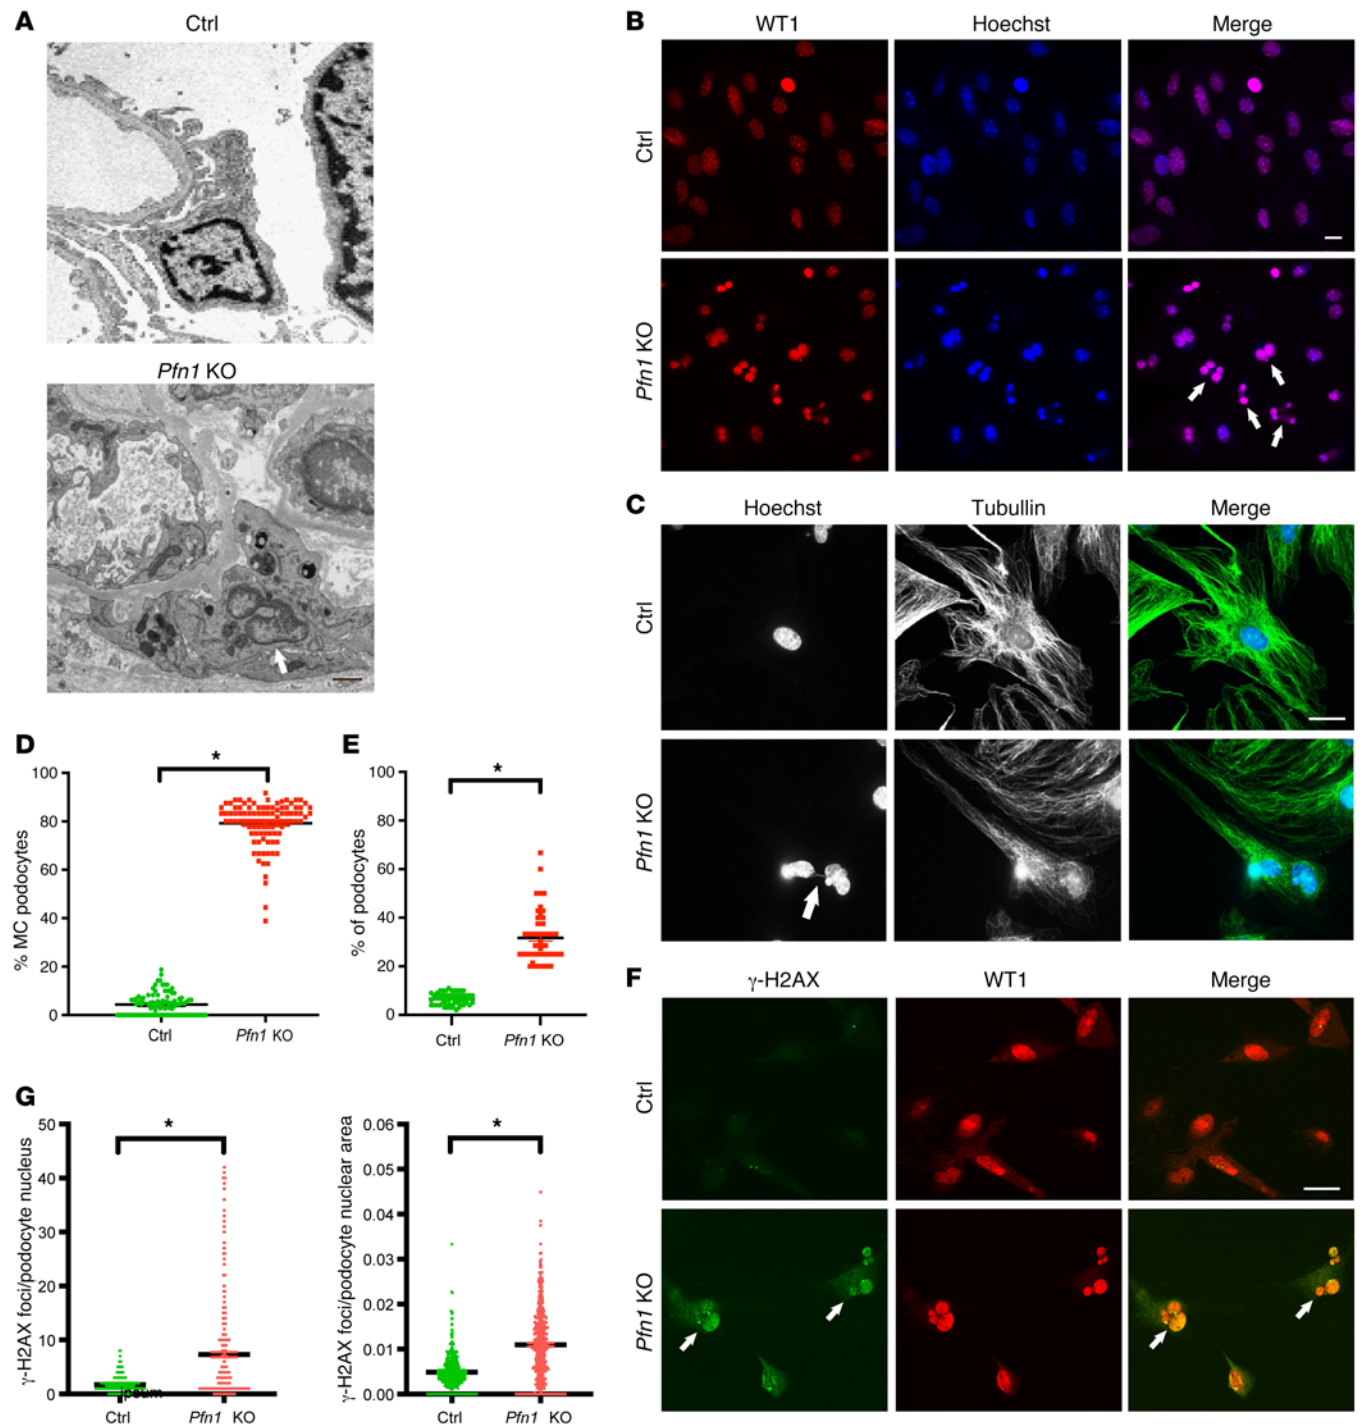 A
Ctrl
Pfn1 KO
B
WT1 Hoechst Merge
Ctrl
Pfn1 KO
C
Hoechst Tubullin Merge
Ctrl
Pfn1 KO
D
*
% MC podocytes
100
80
60
40
20
0
Ctrl Pfn1 KO
E
*
% of podocytes
100
80
60
40
20
0
Ctrl Pfn1 KO
F
γ-H2AX WT1 Merge
Ctrl
Pfn1 KO
G
*
γ-H2AX foci/podocyte nucleus
50
40
30
20
10
0
ipsum
Ctrl Pfn1 KO
*
γ-H2AX foci/podocyte nuclear area
0.06
0.05
0.04
0.03
0.02
0.01
0.00
Ctrl Pfn1 KO